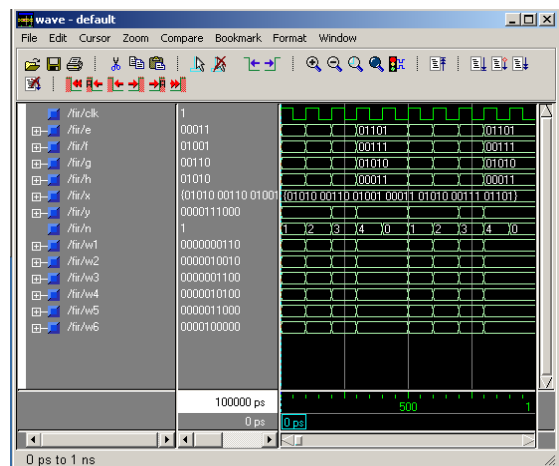 wave - default
File Edit Cursor Zoom Compare Bookmark Format Window
/fir/clk 1
/fir/e 00011 01101 01101
/fir/f 01001 00111 00111
/fir/g 00110 01010 01010
/fir/h 01010 00011 00011
/fir/x {01010 00110 01001 {01010 00110 01001 00011 01010 00111 01101}
/fir/y 0000111000
/fir/n 1 1 2 3 4 0 1 2 3 4 0
/fir/w1 0000000110
/fir/w2 0000010010
/fir/w3 0000001100
/fir/w4 0000010100
/fir/w5 0000011000
/fir/w6 0000100000
100000 ps 500 1
0 ps 0 ps
0 ps to 1 ns